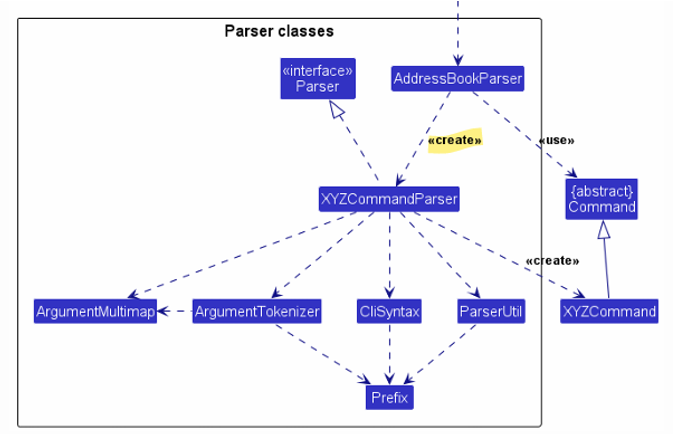 Parser classes
«interface»
Parser
AddressBookParser
«create»
«use»
XYZCommandParser
{abstract}
Command
«create»
ArgumentMultimap
ArgumentTokenizer
CliSyntax
ParserUtil
XYZCommand
Prefix